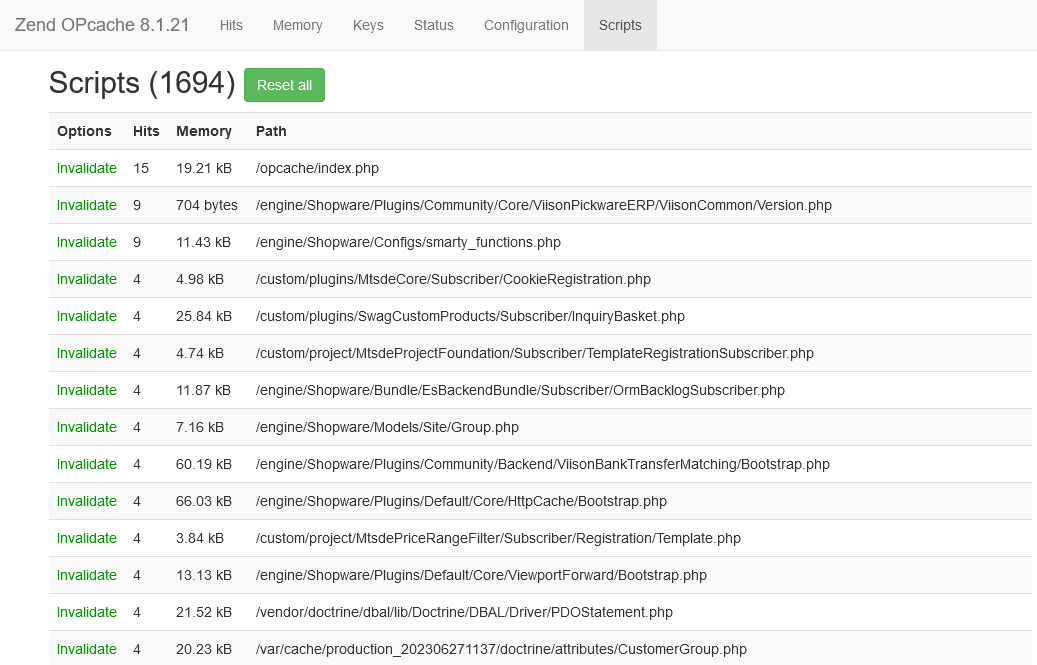 Zend OPcache 8.1.21 Hits Memory Keys Status Configuration Scripts
Scripts (1694) Reset all
Options Hits Memory Path
Invalidate 15 19.21 kB /opcache/index.php
Invalidate 9 704 bytes /engine/Shopware/Plugins/Community/Core/ViisonPickwareERP/ViisonCommon/Version.php
Invalidate 9 11.43 kB /engine/Shopware/Configs/smarty_functions.php
Invalidate 4 4.98 kB /custom/plugins/MtsdeCore/Subscriber/CookieRegistration.php
Invalidate 4 25.84 kB /custom/plugins/SwagCustomProducts/Subscriber/InquiryBasket.php
Invalidate 4 4.74 kB /custom/project/MtsdeProjectFoundation/Subscriber/TemplateRegistrationSubscriber.php
Invalidate 4 11.87 kB /engine/Shopware/Bundle/EsBackendBundle/Subscriber/OrmBacklogSubscriber.php
Invalidate 4 7.16 kB /engine/Shopware/Models/Site/Group.php
Invalidate 4 60.19 kB /engine/Shopware/Plugins/Community/Backend/ViisonBankTransferMatching/Bootstrap.php
Invalidate 4 66.03 kB /engine/Shopware/Plugins/Default/Core/HttpCache/Bootstrap.php
Invalidate 4 3.84 kB /custom/project/MtsdePriceRangeFilter/Subscriber/Registration/Template.php
Invalidate 4 13.13 kB /engine/Shopware/Plugins/Default/Core/ViewportForward/Bootstrap.php
Invalidate 4 21.52 kB /vendor/doctrine/dbal/lib/Doctrine/DBAL/Driver/PDOStatement.php
Invalidate 4 20.23 kB /var/cache/production_202306271137/doctrine/attributes/CustomerGroup.php